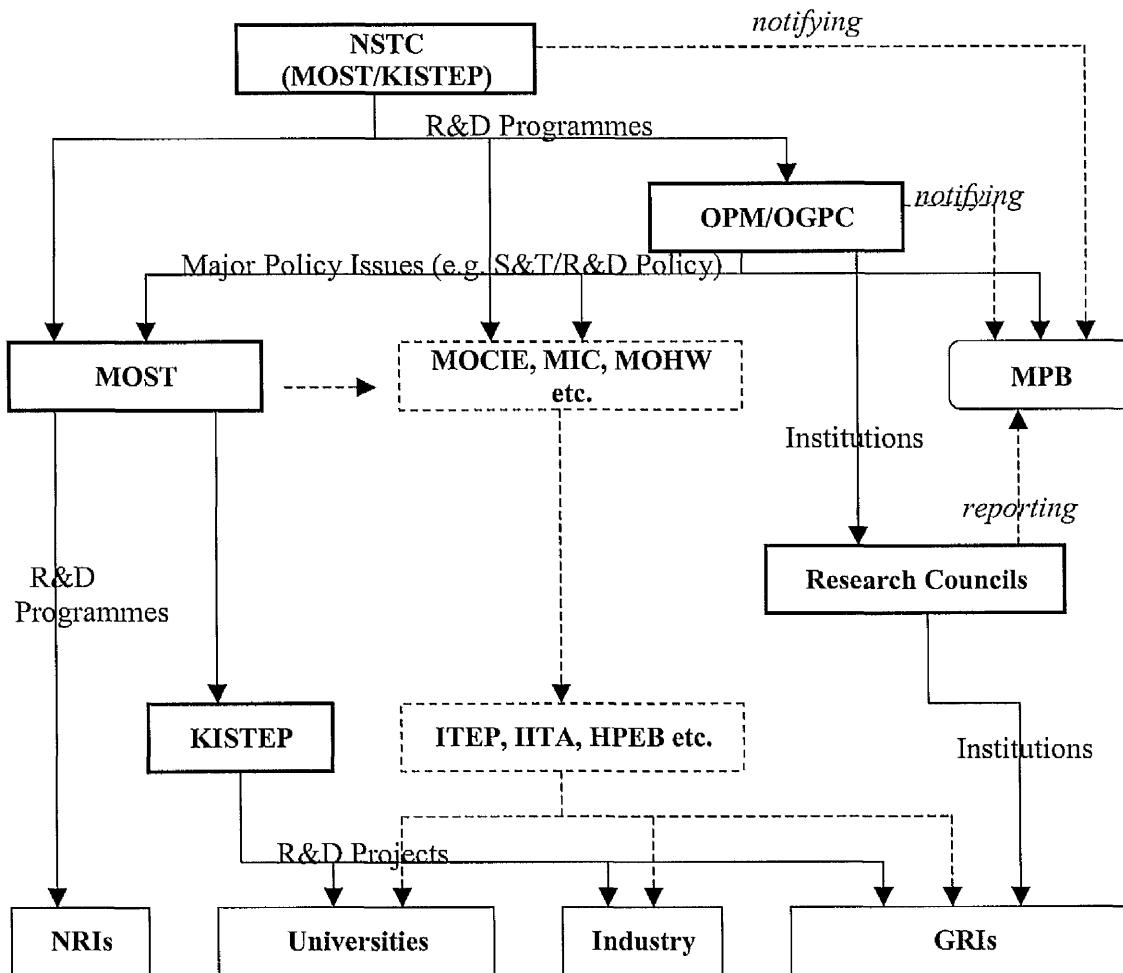 notifying
NSTC
(MOST/KISTEP)
R&D Programmes
notifying
OPM/OGPC
Major Policy Issues (e.g. S&T/R&D Policy)
MOST
MOCIE, MIC, MOHW
etc.
MPB
Institutions
reporting
R&D
Programmes
Research Councils
KISTEP
ITEP, IITA, HPEB etc.
Institutions
R&D Projects
NRIs
Universities
Industry
GRIs